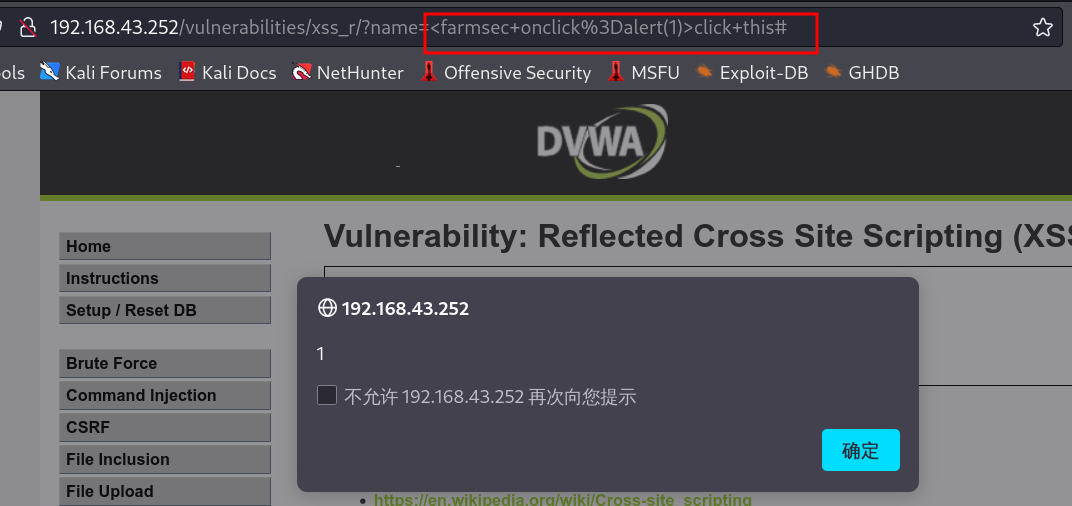 192.168.43.252/vulnerabilities/xss_r/?name=<farmsec+onclick%3Dalert(1)>click+this#
ols Kali Forums Kali Docs NetHunter Offensive Security MSFU Exploit-DB GHDB
DVWA
Vulnerability: Reflected Cross Site Scripting (XSS
Home
Instructions
Setup / Reset DB
Brute Force
Command Injection
CSRF
File Inclusion
File Upload
192.168.43.252
1
不允许 192.168.43.252 再次向您提示
确定
https://en.wikipedia.org/wiki/Cross-site_scripting